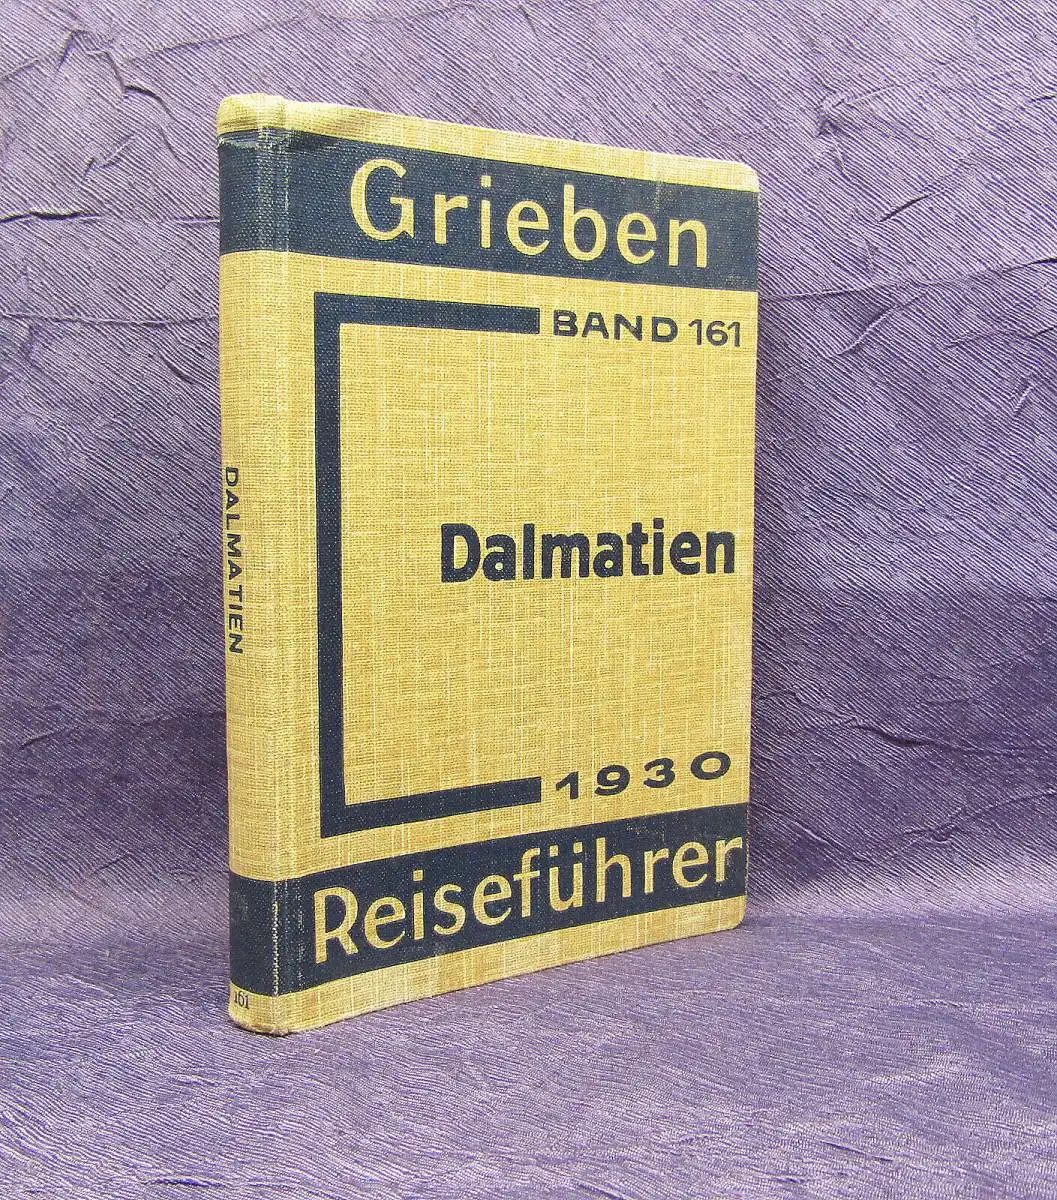 Grieben
BAND 161
Dalmatien
1930
Reiseführer
DALMATIEN
161